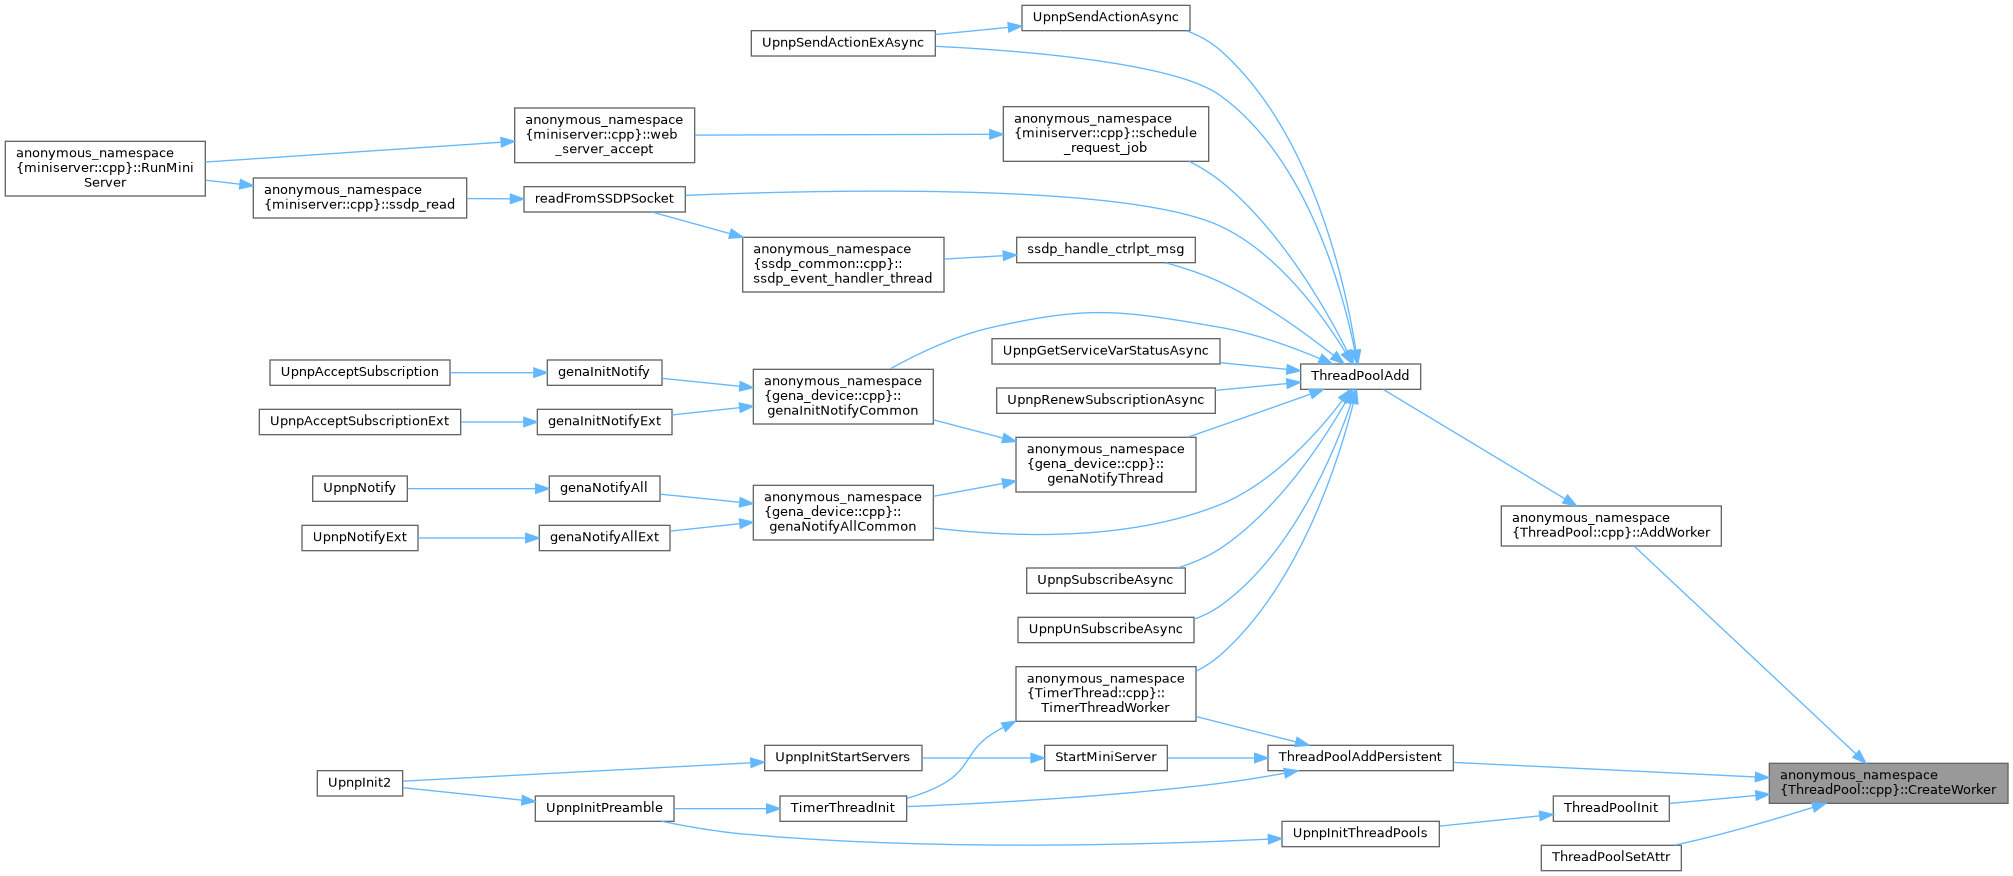 UpnpSendActionAsync
UpnpSendActionExAsync
anonymous_namespace
{miniserver::cpp}::schedule
_request_job
anonymous_namespace
{miniserver::cpp}::web
_server_accept
anonymous_namespace
{miniserver::cpp}::RunMini
Server
anonymous_namespace
{miniserver::cpp}::ssdp_read
readFromSSDPSocket
anonymous_namespace
{ssdp_common::cpp}::
ssdp_event_handler_thread
ssdp_handle_ctrlpt_msg
UpnpGetServiceVarStatusAsync
ThreadPoolAdd
UpnpAcceptSubscription
genaInitNotify
anonymous_namespace
{gena_device::cpp}::
genaInitNotifyCommon
UpnpRenewSubscriptionAsync
UpnpAcceptSubscriptionExt
genaInitNotifyExt
anonymous_namespace
{gena_device::cpp}::
genaNotifyThread
UpnpNotify
genaNotifyAll
anonymous_namespace
{gena_device::cpp}::
genaNotifyAllCommon
UpnpNotifyExt
genaNotifyAllExt
anonymous_namespace
{ThreadPool::cpp}::AddWorker
UpnpSubscribeAsync
UpnpUnSubscribeAsync
anonymous_namespace
{TimerThread::cpp}::
TimerThreadWorker
UpnpInitStartServers
StartMiniServer
ThreadPoolAddPersistent
UpnpInit2
anonymous_namespace
{ThreadPool::cpp}::CreateWorker
UpnpInitPreamble
TimerThreadInit
ThreadPoolInit
UpnpInitThreadPools
ThreadPoolSetAttr